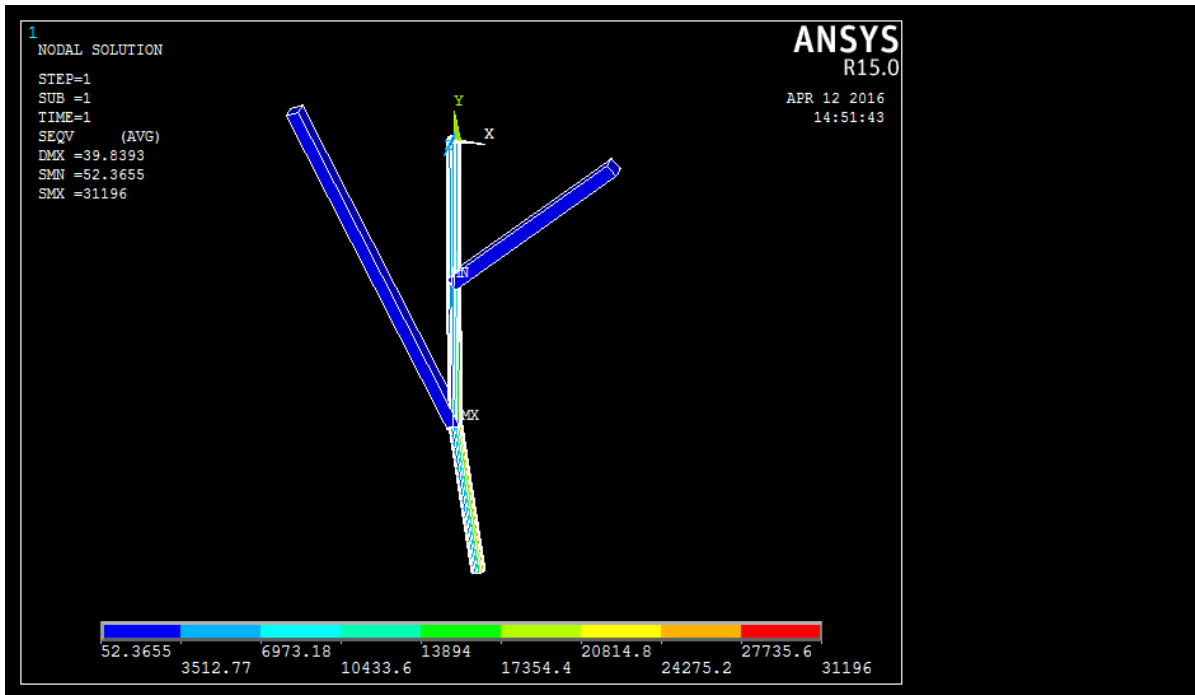 1
NODAL SOLUTION
STEP=1
SUB =1
TIME=1
SEQV (AVG)
DMX =39.8393
SMN =52.3655
SMX =31196
ANSYS
R15.0
APR 12 2016
14:51:43
Y
X
Z
MN
MX
52.3655 6973.18 13894 20814.8 27735.6
3512.77 10433.6 17354.4 24275.2 31196